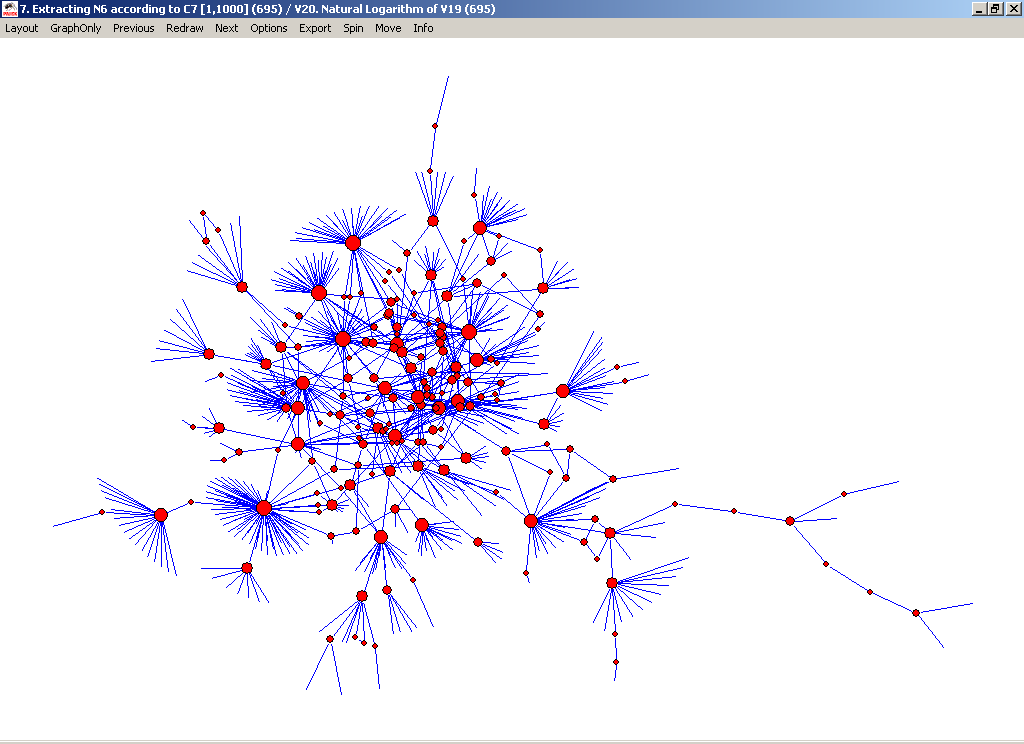 7. Extracting N6 according to C7 [1,1000] (695) / V20. Natural Logarithm of V19 (695)
Layout GraphOnly Previous Redraw Next Options Export Spin Move Info